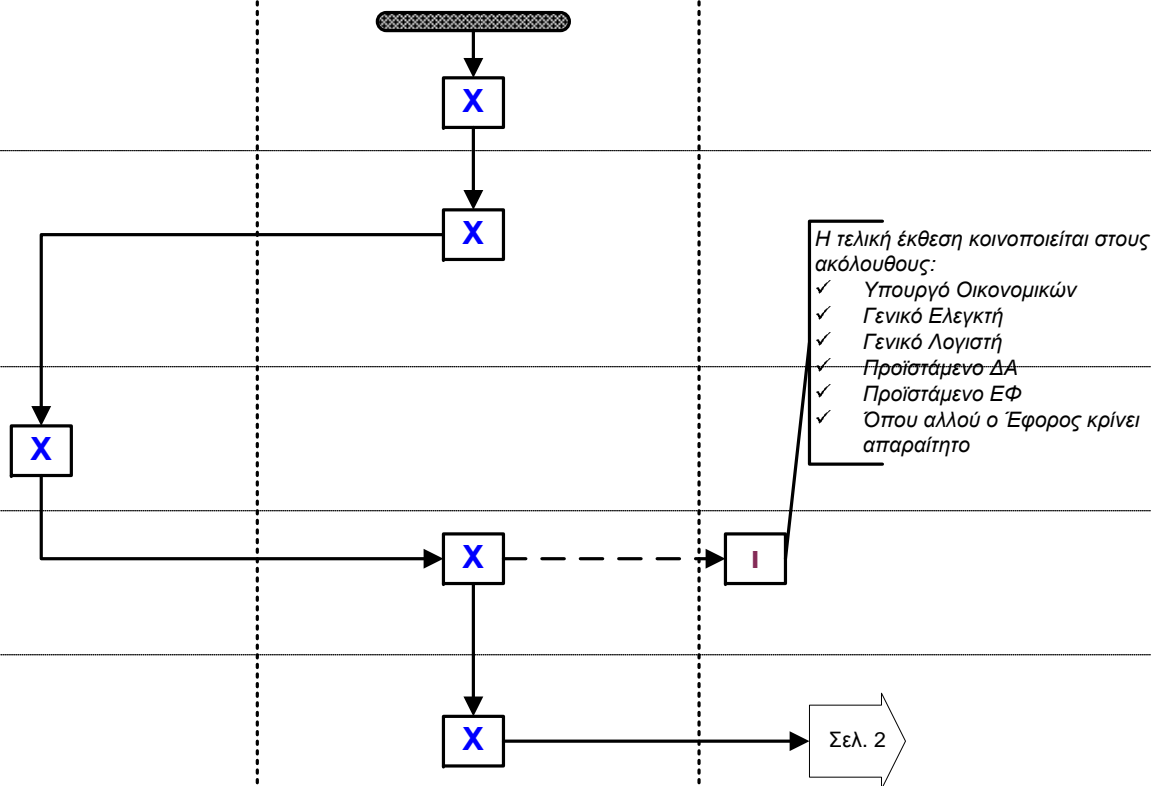 X
X
Η τελική έκθεση κοινοποιείται στους
ακόλουθους:
✓ Υπουργό Οικονομικών
✓ Γενικό Ελεγκτή
✓ Γενικό Λογιστή
✓ Προϊστάμενο ΔΑ
✓ Προϊστάμενο ΕΦ
✓ Όπου αλλού ο Έφορος κρίνει
απαραίτητο
X
X
I
X
Σελ. 2